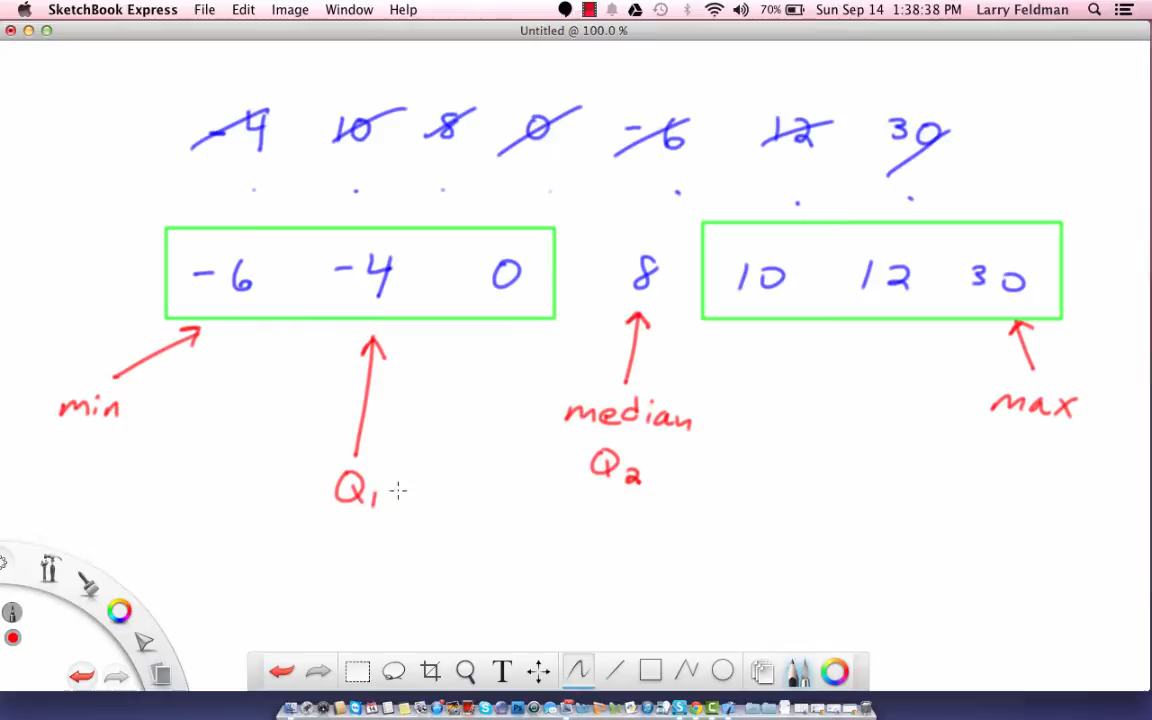 SketchBook Express File Edit Image Window Help 70% Sun Sep 14 1:38:38 PM Larry Feldman
Untitled @ 100.0 %
-4 10 8 0 -6 12 30
-6 -4 0 8 10 12 30
min Q1 median max
Q2
T